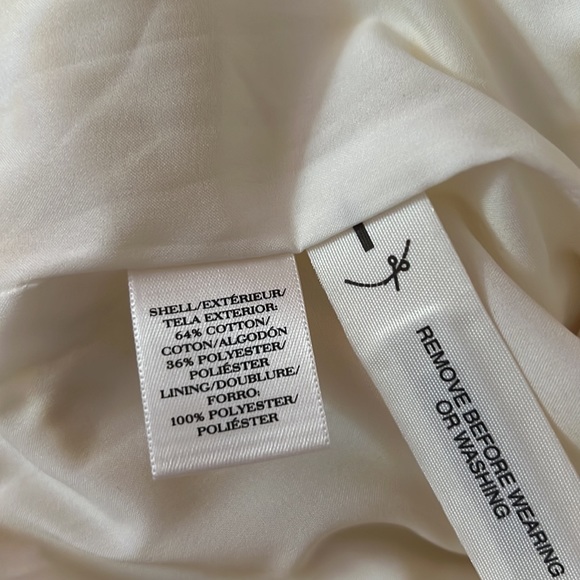 SHELL/EXTÉRIEUR/
TELA EXTERIOR:
64% COTTON/
COTON/ALGODÓN
36% POLYESTER/
POLIÉSTER
LINING/DOUBLURE/
FORRO:
100% POLYESTER/
POLIÉSTER
REMOVE BEFORE WEARING
OR WASHING